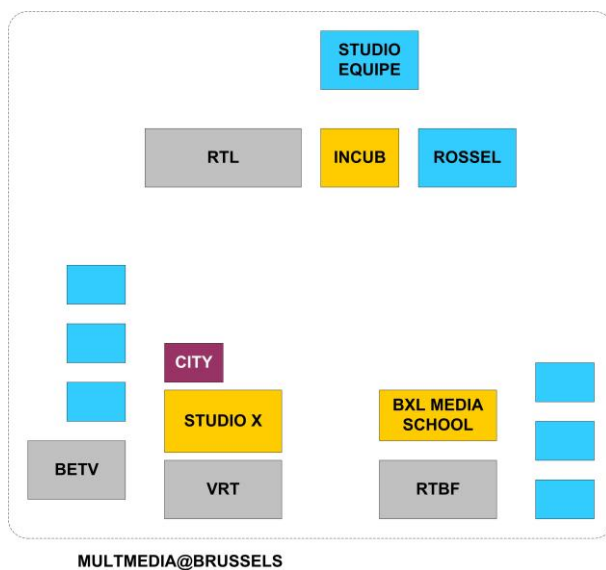 STUDIO
EQUIPE
RTL
INCUB
ROSSEL
CITY
STUDIO X
BXL MEDIA
SCHOOL
BETV
VRT
RTBF
MULTMEDIA@BRUSSELS